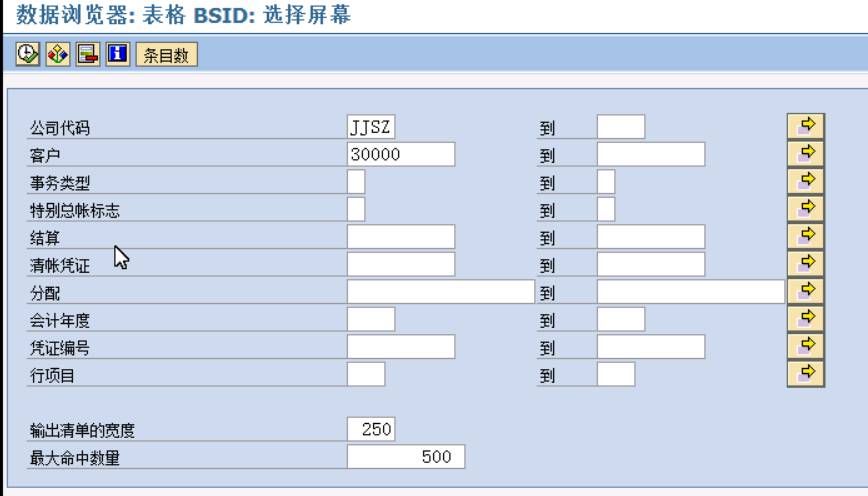 数据浏览器: 表格 BSID: 选择屏幕
条目数
公司代码 JJSZ 到
客户 30000 到
事务类型 到
特别总帐标志 到
结算 到
清帐凭证 到
分配 到
会计年度 到
凭证编号 到
行项目 到
输出清单的宽度 250
最大命中数量 500